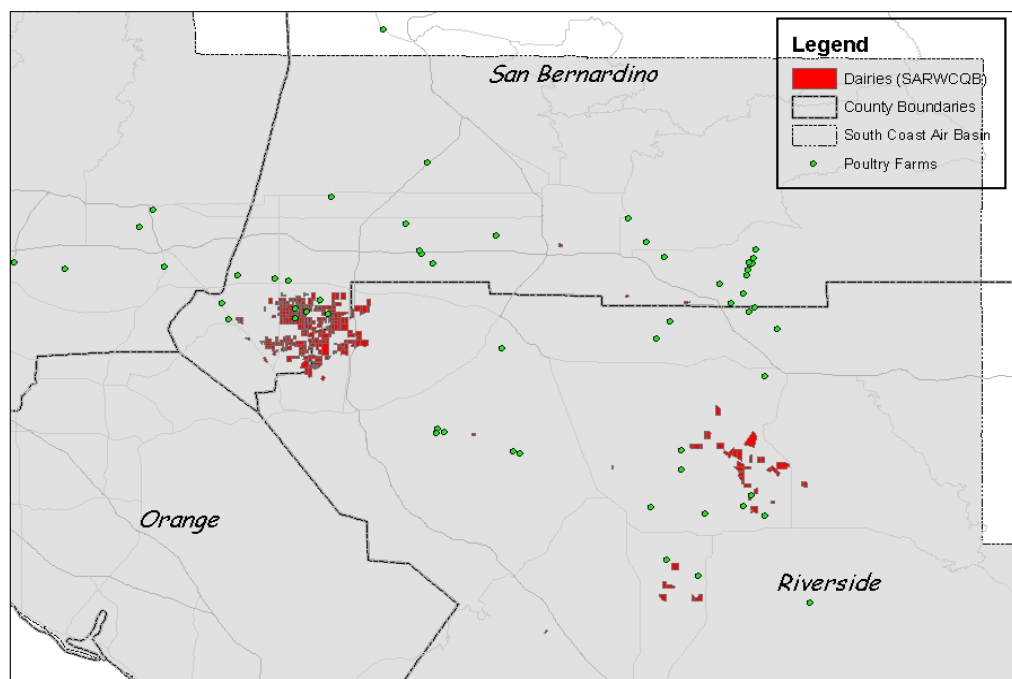 San Bernardino
Legend
Dairies (SARWCQB)
County Boundaries
South Coast Air Basin
Poultry Farms
Orange
Riverside